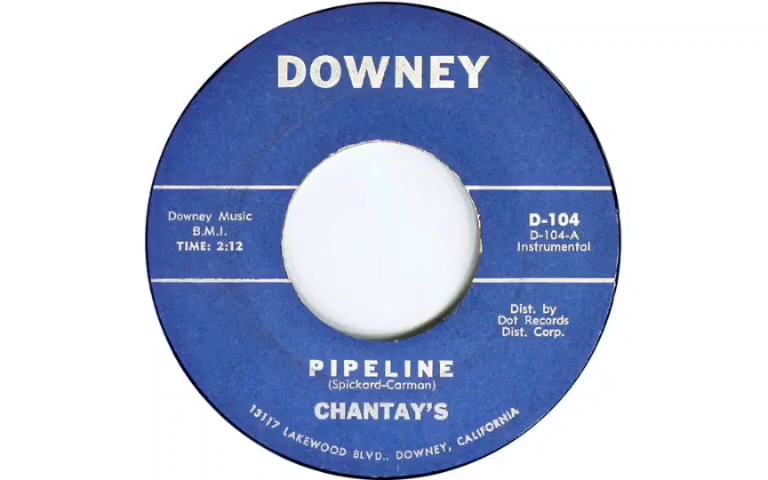 DOWNEY
Downey Music
B.M.I.
TIME: 2:12
D-104
D-104-A
Instrumental
Dist. by
Dot Records
Dist. Corp.
PIPELINE
(Spickard-Carman)
CHANTAY'S
13117 LAKEWOOD BLVD., DOWNEY, CALIFORNIA